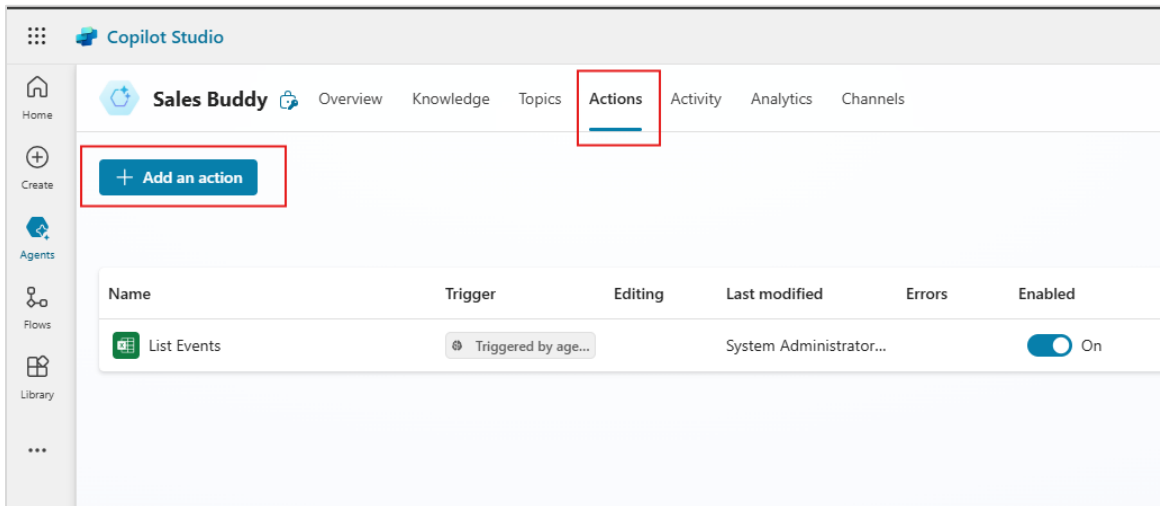 Copilot Studio
Home
Sales Buddy Overview Knowledge Topics Actions Activity Analytics Channels
Create
+ Add an action
Agents
Name Trigger Editing Last modified Errors Enabled
Flows
List Events Triggered by age... System Administrator... On
Library
...